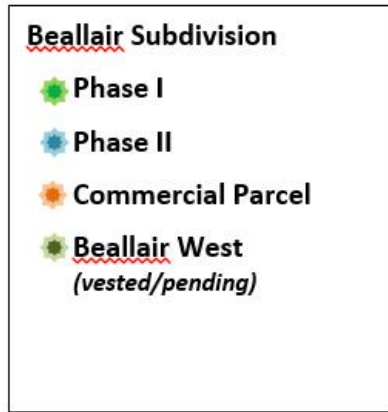 Beallair Subdivision
Phase I
Phase II
Commercial Parcel
Beallair West
(vested/pending)